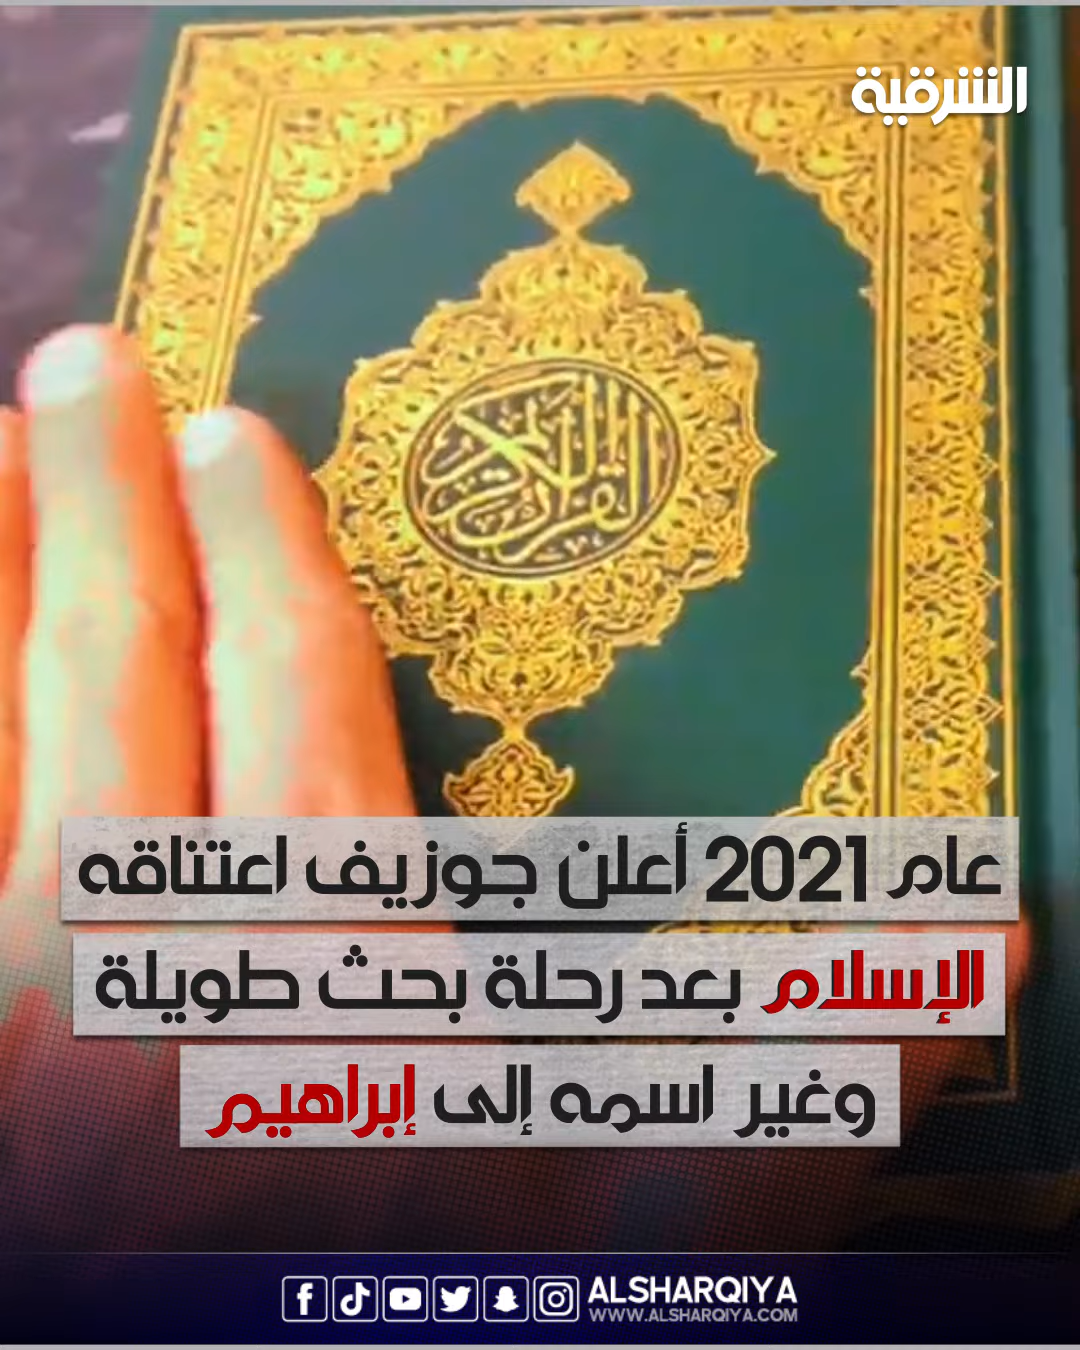 الشرقية
القرآن الكريم
عام 2021 أعلن جوزيف اعتناقه
الإسلام بعد رحلة بحث طويلة
وغير اسمه إلى إبراهيم
ALSHARQIYA
WWW.ALSHARQIYA.COM